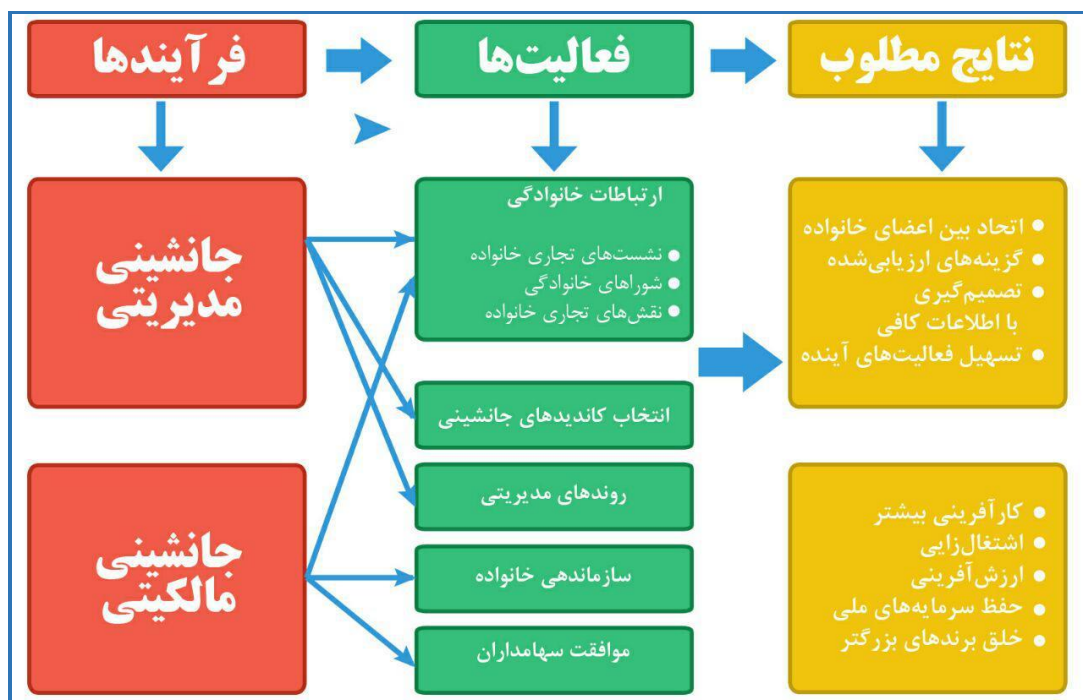 فرآیندها
فعالیت‌ها
نتایج مطلوب
جانشینی
مدیریتی
جانشینی
مالکیتی
ارتباطات خانوادگی
● نشست‌های تجاری خانواده
● شوراهای خانوادگی
● نقش‌های تجاری خانواده
انتخاب کاندیدهای جانشینی
روندهای مدیریتی
سازماندهی خانواده
موافقت سهامداران
● اتحاد بین اعضای خانواده
● گزینه‌های ارزیابی‌شده
● تصمیم‌گیری
با اطلاعات کافی
● تسهیل فعالیت‌های آینده
● کارآفرینی بیشتر
● اشتغال‌زایی
● ارزش‌آفرینی
● حفظ سرمایه‌های ملی
● خلق برندهای بزرگتر